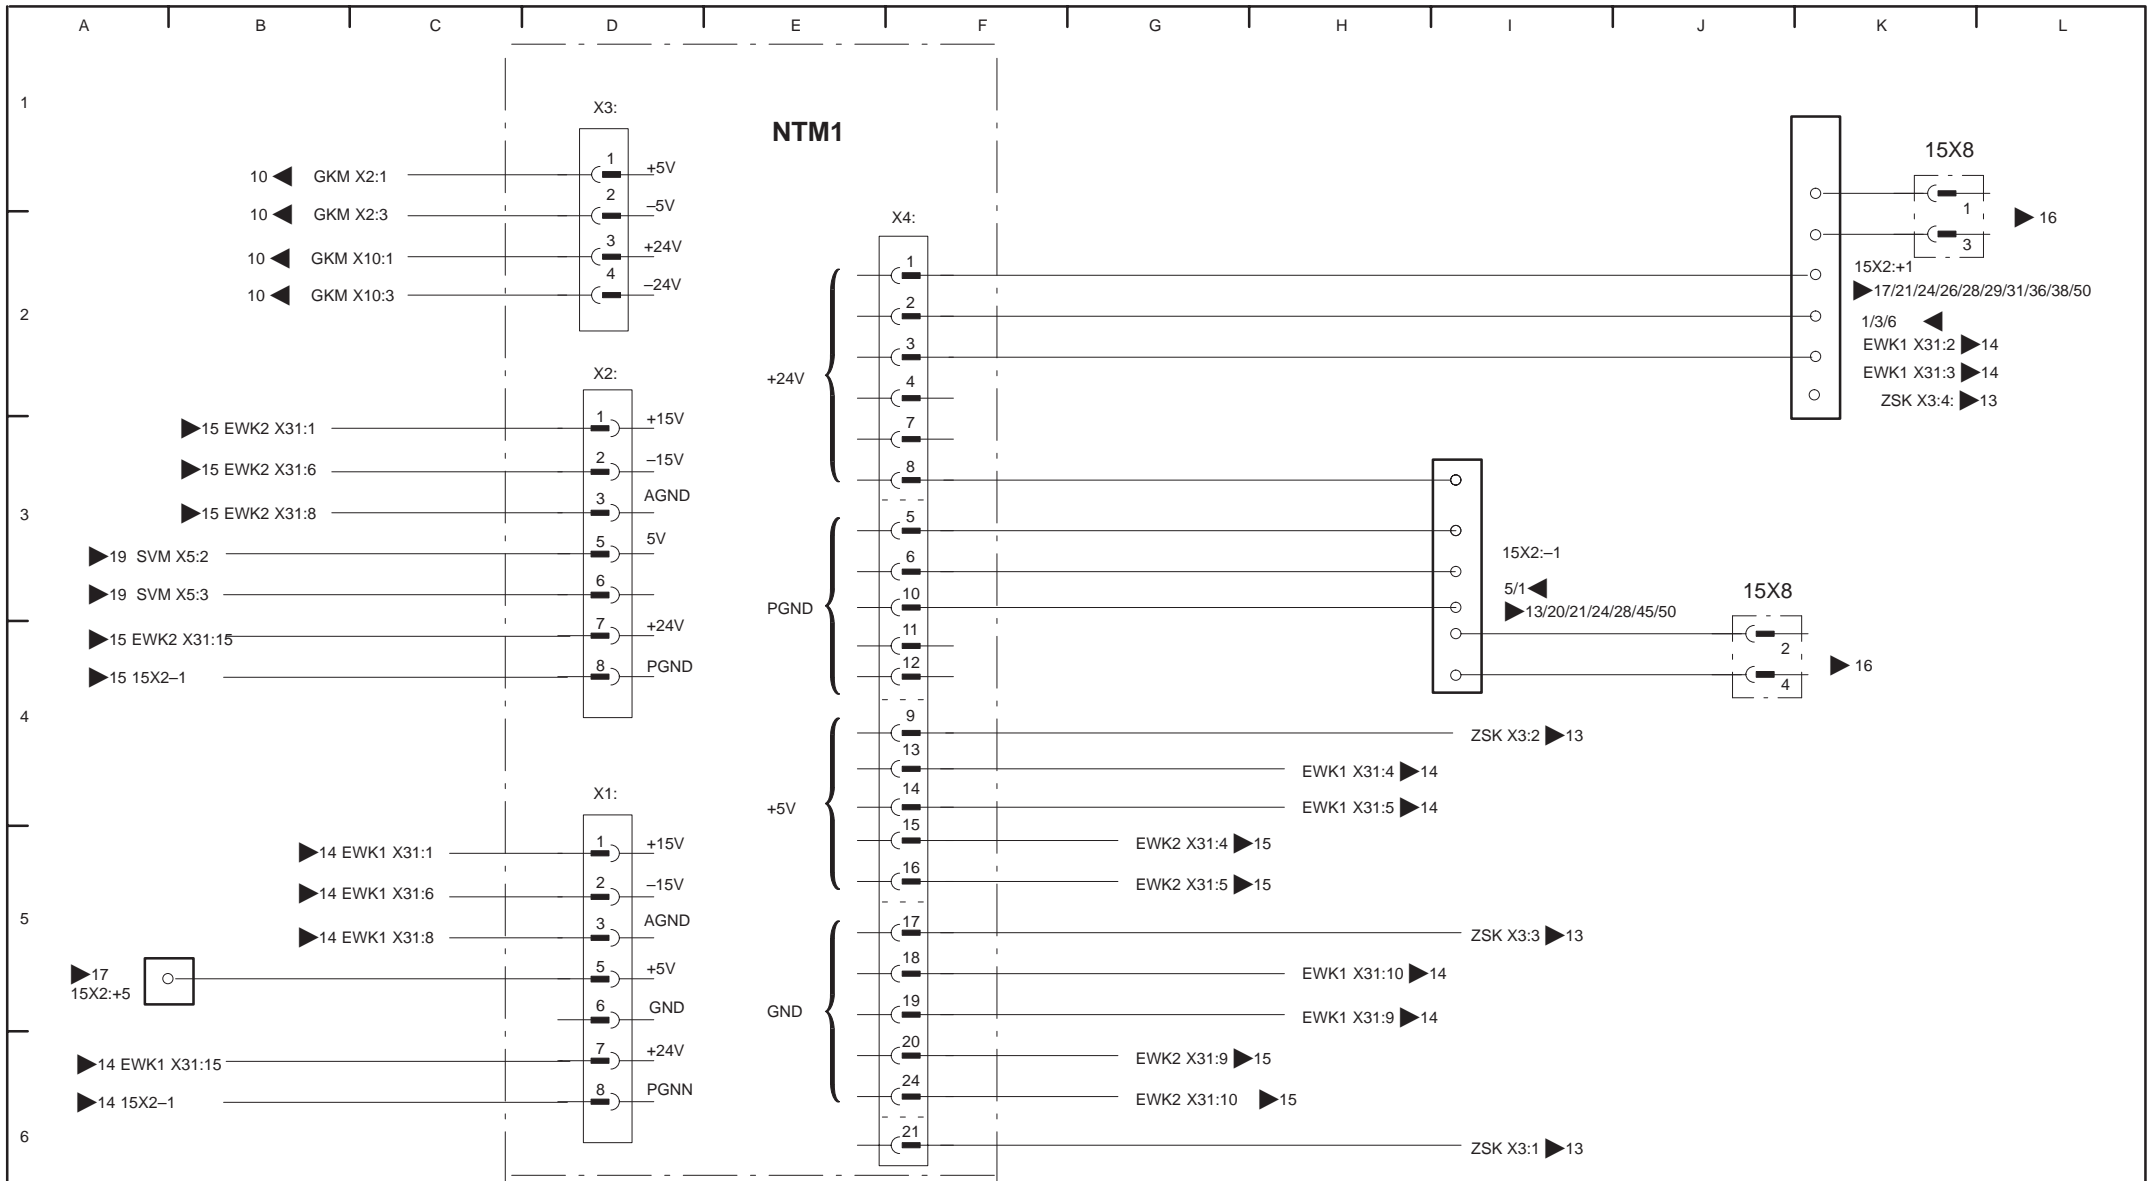 A B C D E F G H I J K L
1
2
3
4
5
6
NTM1
X3:
10 ◀ GKM X2:1 1 +5V
10 ◀ GKM X2:3 2 –5V
10 ◀ GKM X10:1 3 +24V
10 ◀ GKM X10:3 4 –24V
X2:
▶15 EWK2 X31:1 1 +15V
▶15 EWK2 X31:6 2 –15V
▶15 EWK2 X31:8 3 AGND
▶19 SVM X5:2 5 5V
▶19 SVM X5:3 6
▶15 EWK2 X31:15 7 +24V
▶15 15X2–1 8 PGND
X1:
▶14 EWK1 X31:1 1 +15V
▶14 EWK1 X31:6 2 –15V
▶14 EWK1 X31:8 3 AGND
▶17
15X2:+5 5 +5V
6 GND
▶14 EWK1 X31:15 7 +24V
▶14 15X2–1 8 PGNN
X4:
+24V
1
2
3
4
7
8
PGND
5
6
10
11
12
+5V
9 ZSK X3:2 ▶13
13 EWK1 X31:4 ▶14
14 EWK1 X31:5 ▶14
15 EWK2 X31:4 ▶15
16 EWK2 X31:5 ▶15
GND
17 ZSK X3:3 ▶13
18 EWK1 X31:10 ▶14
19 EWK1 X31:9 ▶14
20 EWK2 X31:9 ▶15
24 EWK2 X31:10 ▶15
21 ZSK X3:1 ▶13
15X8
1
3
▶ 16
15X2:+1
▶17/21/24/26/28/29/31/36/38/50
1/3/6 ◀
EWK1 X31:2 ▶14
EWK1 X31:3 ▶14
ZSK X3:4: ▶13
15X2:–1
5/1◀
▶13/20/21/24/28/45/50
15X8
2
4
▶ 16